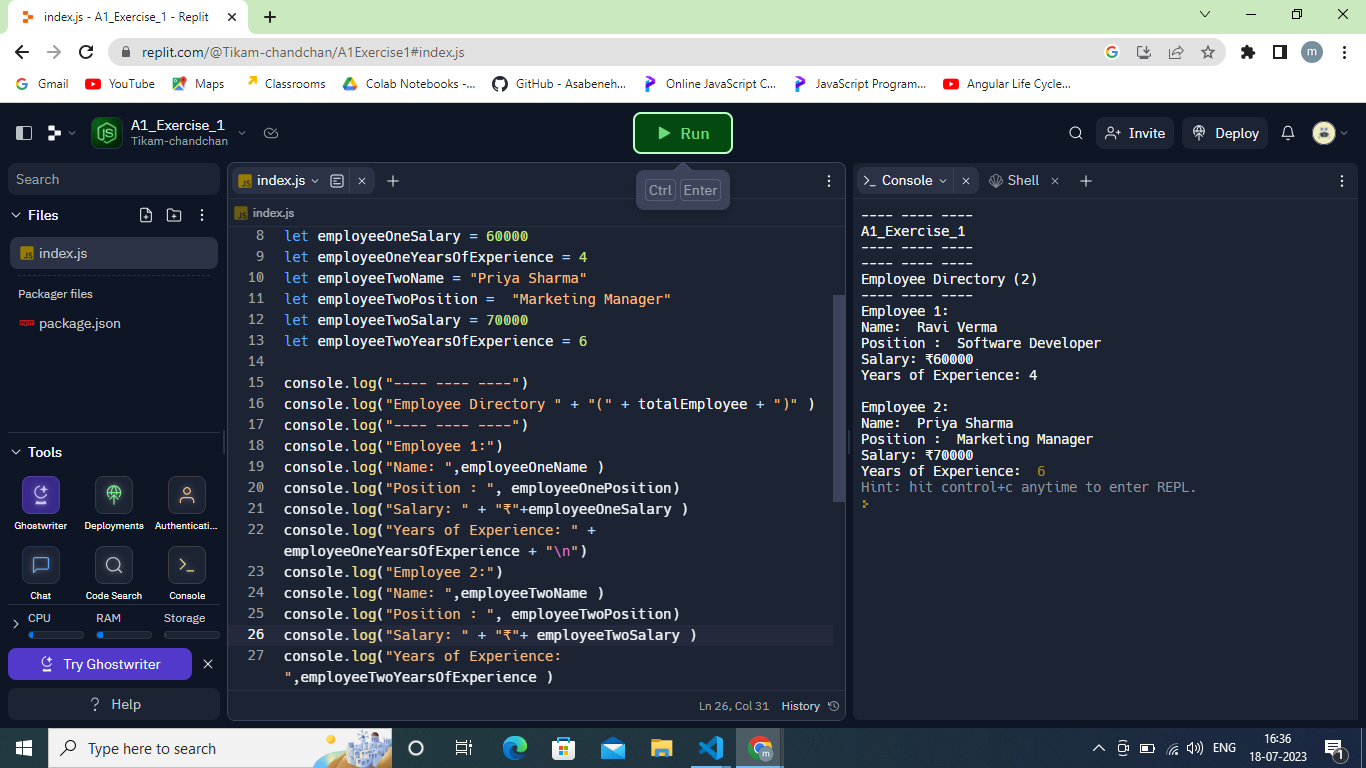 index.js - A1_Exercise_1 - Replit
replit.com/@Tikam-chandchan/A1Exercise1#index.js
m
Gmail YouTube Maps Classrooms Colab Notebooks -... GitHub - Asabeneh... Online JavaScript C... JavaScript Program... Angular Life Cycle...
A1_Exercise_1
Tikam-chandchan
Run
Invite
Deploy
Ctrl Enter
Search
Files
index.js
Packager files
package.json
Tools
Ghostwriter Deployments Authenticati...
Chat Code Search Console
CPU RAM Storage
Try Ghostwriter
? Help
JS index.js
JS index.js
8 let employeeOneSalary = 60000
9 let employeeOneYearsOfExperience = 4
10 let employeeTwoName = "Priya Sharma"
11 let employeeTwoPosition =  "Marketing Manager"
12 let employeeTwoSalary = 70000
13 let employeeTwoYearsOfExperience = 6
14
15 console.log("---- ---- ----")
16 console.log("Employee Directory " + "(" + totalEmployee + ")" )
17 console.log("---- ---- ----")
18 console.log("Employee 1:")
19 console.log("Name: ",employeeOneName )
20 console.log("Position : ", employeeOnePosition)
21 console.log("Salary: " + "₹"+employeeOneSalary )
22 console.log("Years of Experience: " +
employeeOneYearsOfExperience + "\n")
23 console.log("Employee 2:")
24 console.log("Name: ",employeeTwoName )
25 console.log("Position : ", employeeTwoPosition)
26 console.log("Salary: " + "₹"+ employeeTwoSalary )
27 console.log("Years of Experience:
",employeeTwoYearsOfExperience )
Ln 26, Col 31 History
Console Shell
---- ---- ----
A1_Exercise_1
---- ---- ----
---- ---- ----
Employee Directory (2)
---- ---- ----
Employee 1:
Name:  Ravi Verma
Position :  Software Developer
Salary: ₹60000
Years of Experience: 4
Employee 2:
Name:  Priya Sharma
Position :  Marketing Manager
Salary: ₹70000
Years of Experience:  6
Hint: hit control+c anytime to enter REPL.
>
Type here to search
m
ENG
16:36
18-07-2023
1